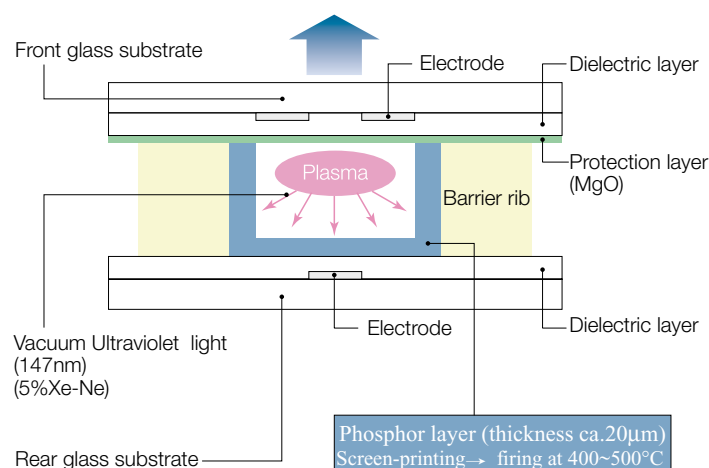 Front glass substrate
Electrode
Dielectric layer
Protection layer
(MgO)
Plasma
Barrier rib
Electrode
Dielectric layer
Vacuum Ultraviolet light
(147nm)
(5%Xe-Ne)
Phosphor layer (thickness ca.20μm)
Screen-printing→ firing at 400~500°C
Rear glass substrate